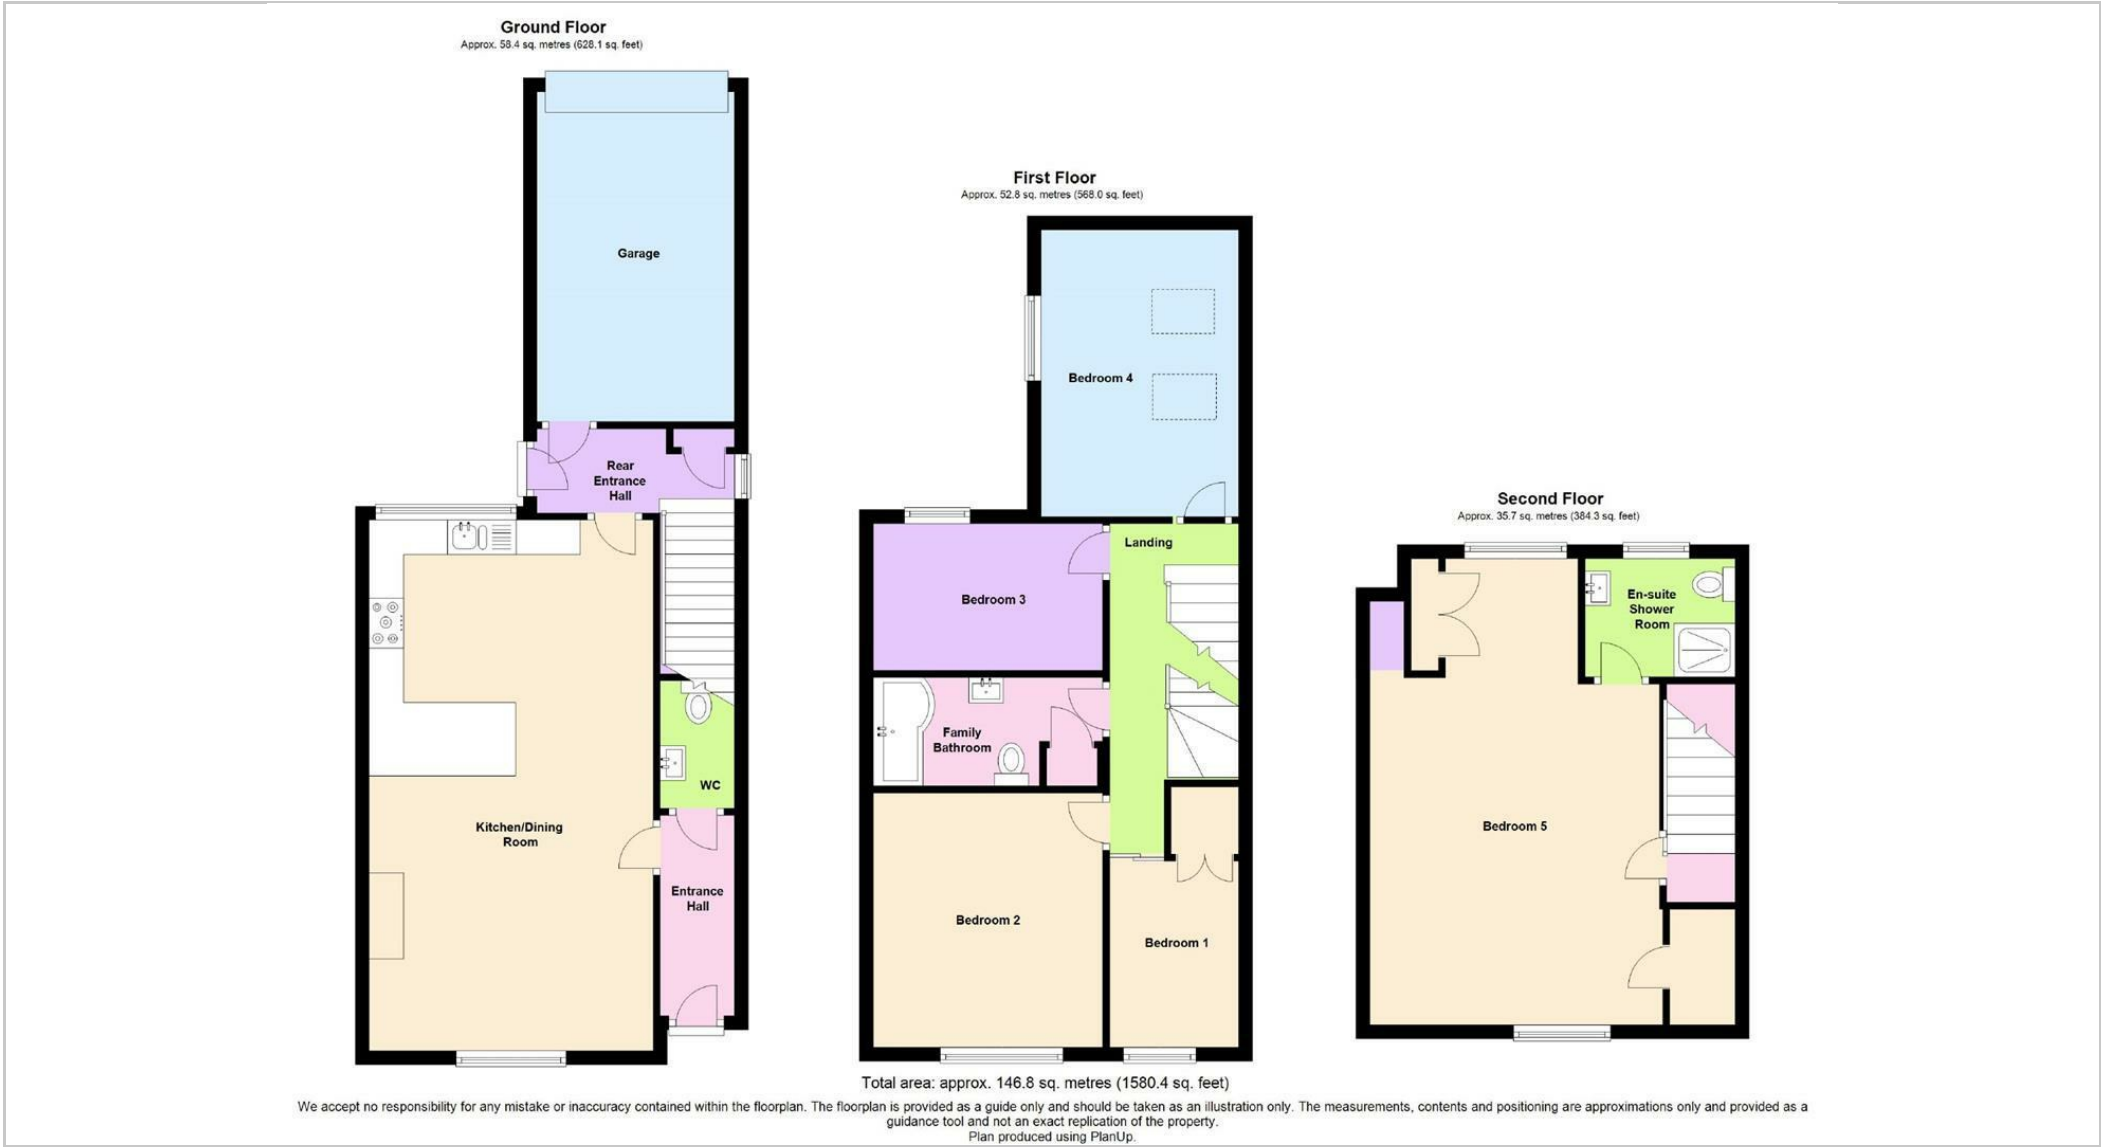 Ground Floor
Approx. 58.4 sq. metres (628.1 sq. feet)
Garage
Rear
Entrance
Hall
WC
Kitchen/Dining
Room
Entrance
Hall
First Floor
Approx. 52.8 sq. metres (568.0 sq. feet)
Bedroom 4
Landing
Bedroom 3
Family
Bathroom
Bedroom 2
Bedroom 1
Second Floor
Approx. 35.7 sq. metres (384.3 sq. feet)
En-suite
Shower
Room
Bedroom 5
Total area: approx. 146.8 sq. metres (1580.4 sq. feet)
We accept no responsibility for any mistake or inaccuracy contained within the floorplan. The floorplan is provided as a guide only and should be taken as an illustration only. The measurements, contents and positioning are approximations only and provided as a
guidance tool and not an exact replication of the property.
Plan produced using PlanUp.